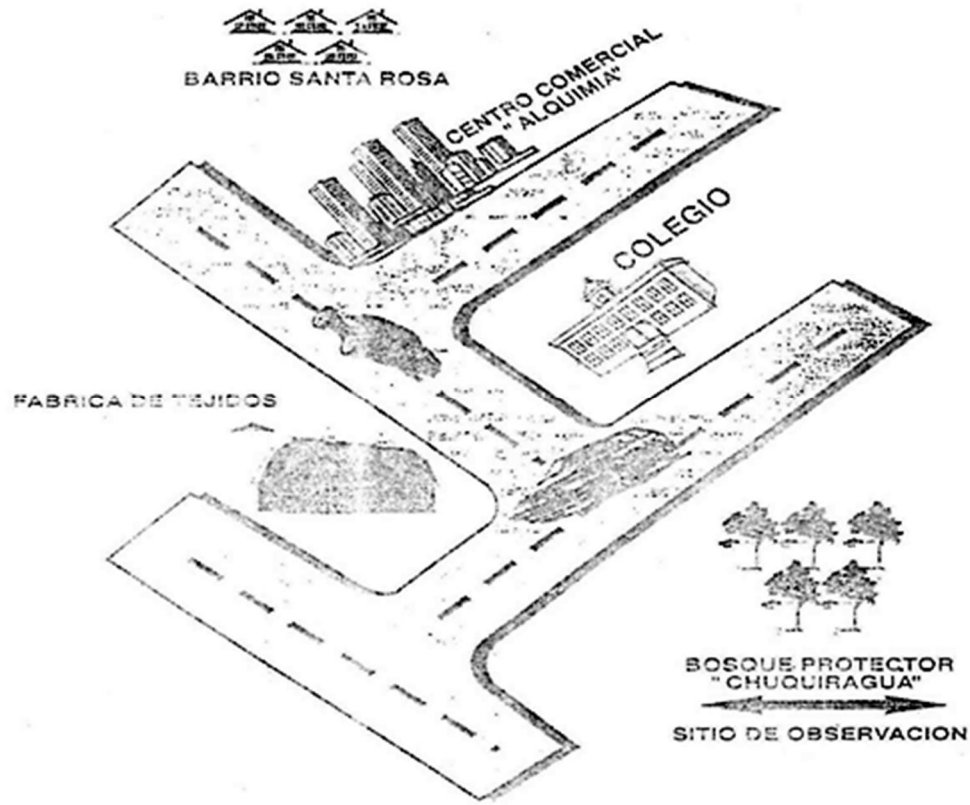 BARRIO SANTA ROSA
CENTRO COMERCIAL
"ALQUIMIA"
COLEGIO
FABRICA DE TEJIDOS
BOSQUE PROTECTOR
"CHUQUIRAGUA"
SITIO DE OBSERVACION